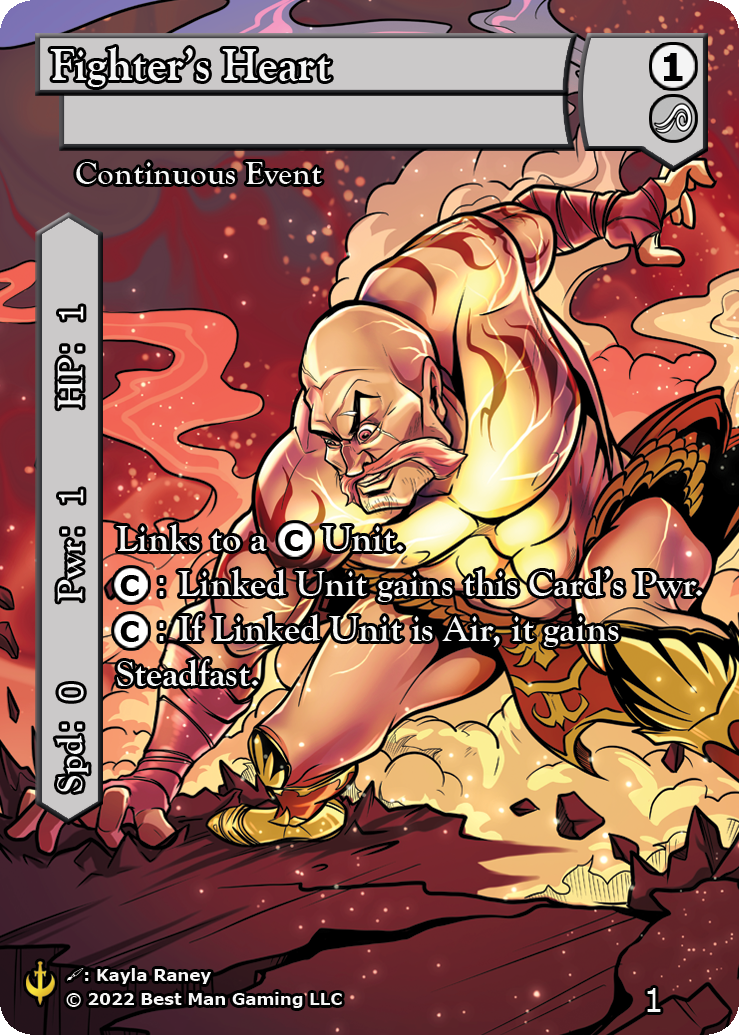 Fighter's Heart
1
Continuous Event
HP: 1
Pwr: 1
Spd: 0
Links to a © Unit.
©: Linked Unit gains this Card's Pwr.
©: If Linked Unit is Air, it gains
Steadfast.
: Kayla Raney
© 2022 Best Man Gaming LLC
1